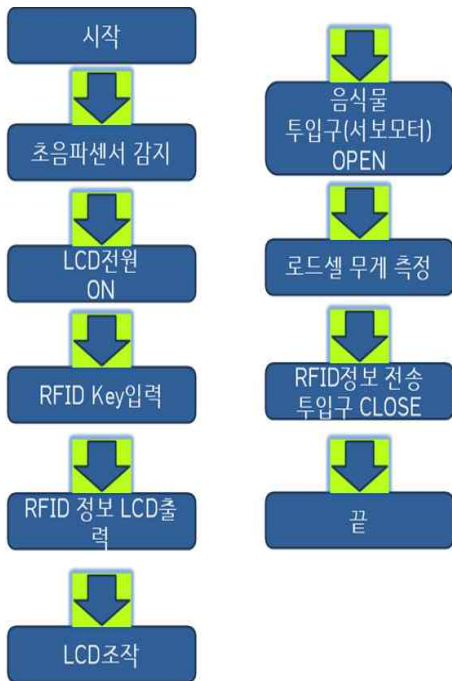 시작
초음파센서 감지
LCD전원
ON
RFID Key입력
RFID 정보 LCD출
력
LCD조작
음식물
투입구(서보모터)
OPEN
로드셀 무게 측정
RFID정보 전송
투입구 CLOSE
끝